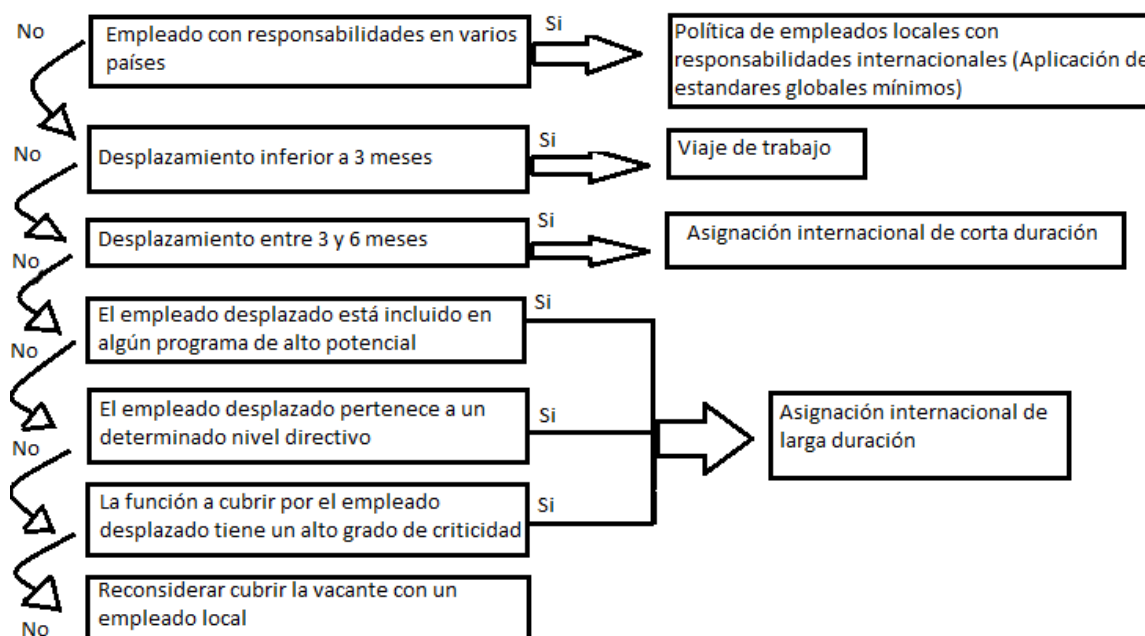 No
Empleado con responsabilidades en varios
países
Si
Política de empleados locales con
responsabilidades internacionales (Aplicación de
estandares globales mínimos)
No
Desplazamiento inferior a 3 meses
Si
Viaje de trabajo
No
Desplazamiento entre 3 y 6 meses
Si
Asignación internacional de corta duración
No
El empleado desplazado está incluido en
algún programa de alto potencial
Si
No
El empleado desplazado pertenece a un
determinado nivel directivo
Si
Asignación internacional de
larga duración
No
La función a cubrir por el empleado
desplazado tiene un alto grado de criticidad
Si
No
Reconsiderar cubrir la vacante con un
empleado local